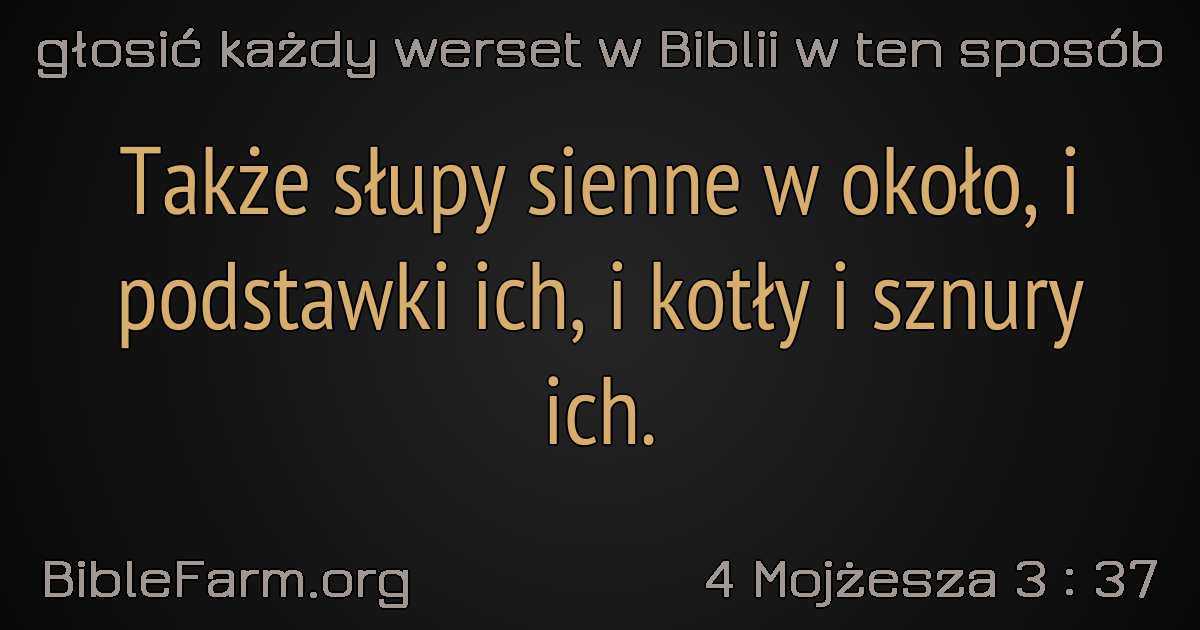 głosić każdy werset w Biblii w ten sposób
Także słupy sienne w około, i
podstawki ich, i kotły i sznury
ich.
BibleFarm.org
4 Mojżesza 3 : 37